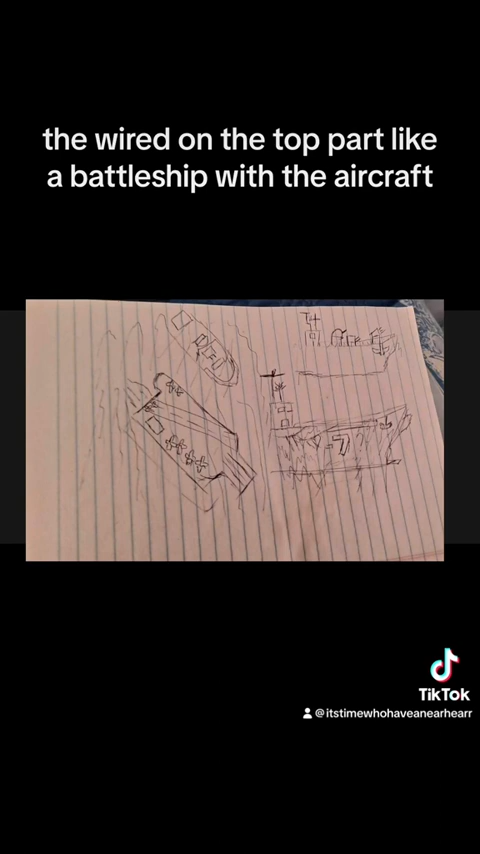 the wired on the top part like
a battleship with the aircraft
TikTok
@itstimewhohaveanearhearr